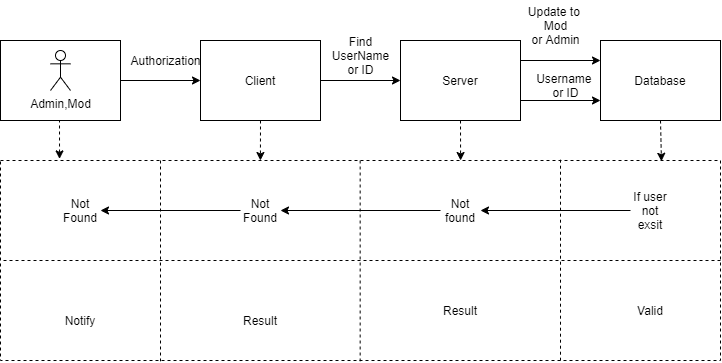 Update to
Mod
or Admin
Find
UserName
or ID
Authorization
Username
or ID
Admin,Mod
Client
Server
Database
Not
Found
Not
Found
Not
found
If user
not
exsit
Notify
Result
Result
Valid